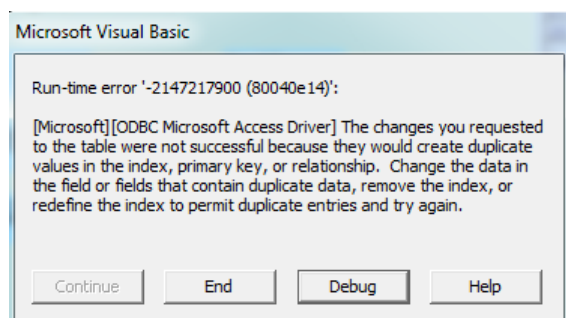 Microsoft Visual Basic
Run-time error '-2147217900 (80040e14)':
[Microsoft][ODBC Microsoft Access Driver] The changes you requested
to the table were not successful because they would create duplicate
values in the index, primary key, or relationship.  Change the data in
the field or fields that contain duplicate data, remove the index, or
redefine the index to permit duplicate entries and try again.
Continue End Debug Help